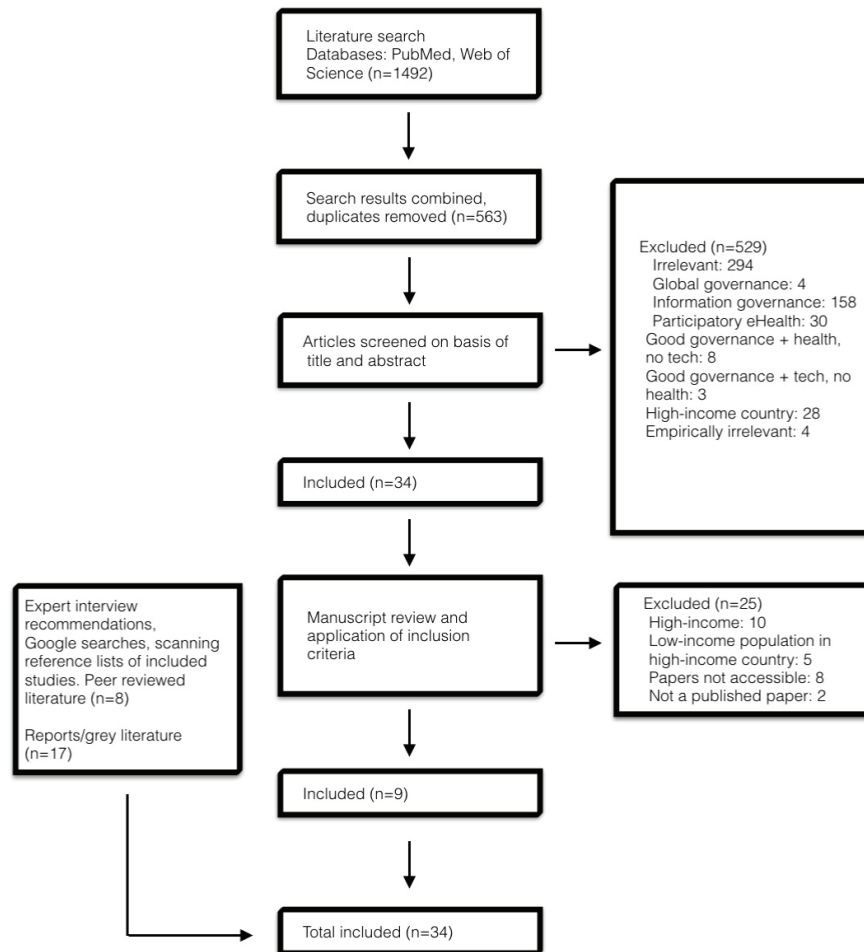 Literature search
Databases: PubMed, Web of
Science (n=1492)
Search results combined,
duplicates removed (n=563)
Articles screened on basis of
title and abstract
Excluded (n=529)
Irrelevant: 294
Global governance: 4
Information governance: 158
Participatory eHealth: 30
Good governance + health,
no tech: 8
Good governance + tech, no
health: 3
High-income country: 28
Empirically irrelevant: 4
Included (n=34)
Manuscript review and
application of inclusion
criteria
Excluded (n=25)
High-income: 10
Low-income population in
high-income country: 5
Papers not accessible: 8
Not a published paper: 2
Expert interview
recommendations,
Google searches, scanning
reference lists of included
studies. Peer reviewed
literature (n=8)
Reports/grey literature
(n=17)
Included (n=9)
Total included (n=34)